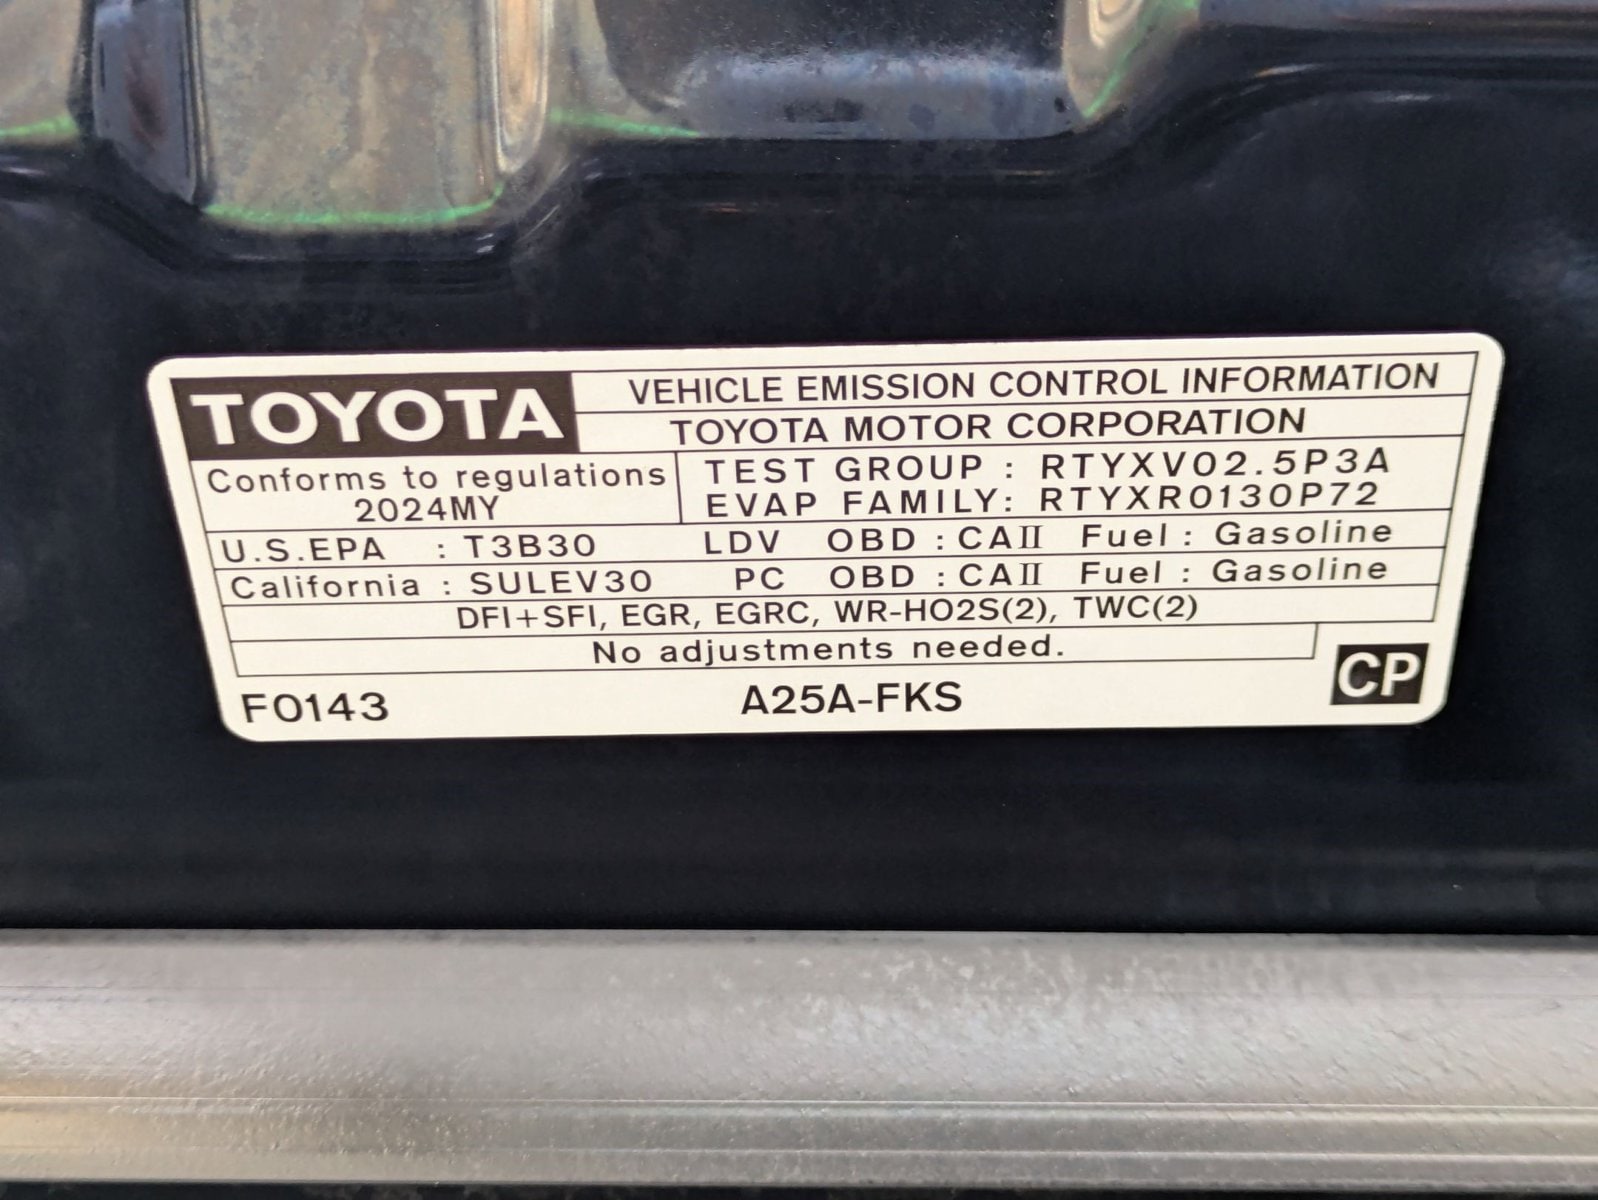 TOYOTA
VEHICLE EMISSION CONTROL INFORMATION
TOYOTA MOTOR CORPORATION
Conforms to regulations
2024MY
TEST GROUP : RTYXV02.5P3A
EVAP FAMILY: RTYXR0130P72
U.S.EPA : T3B30 LDV OBD : CAII Fuel : Gasoline
California : SULEV30 PC OBD : CAII Fuel : Gasoline
DFI+SFI, EGR, EGRC, WR-HO2S(2), TWC(2)
No adjustments needed.
F0143 A25A-FKS CP